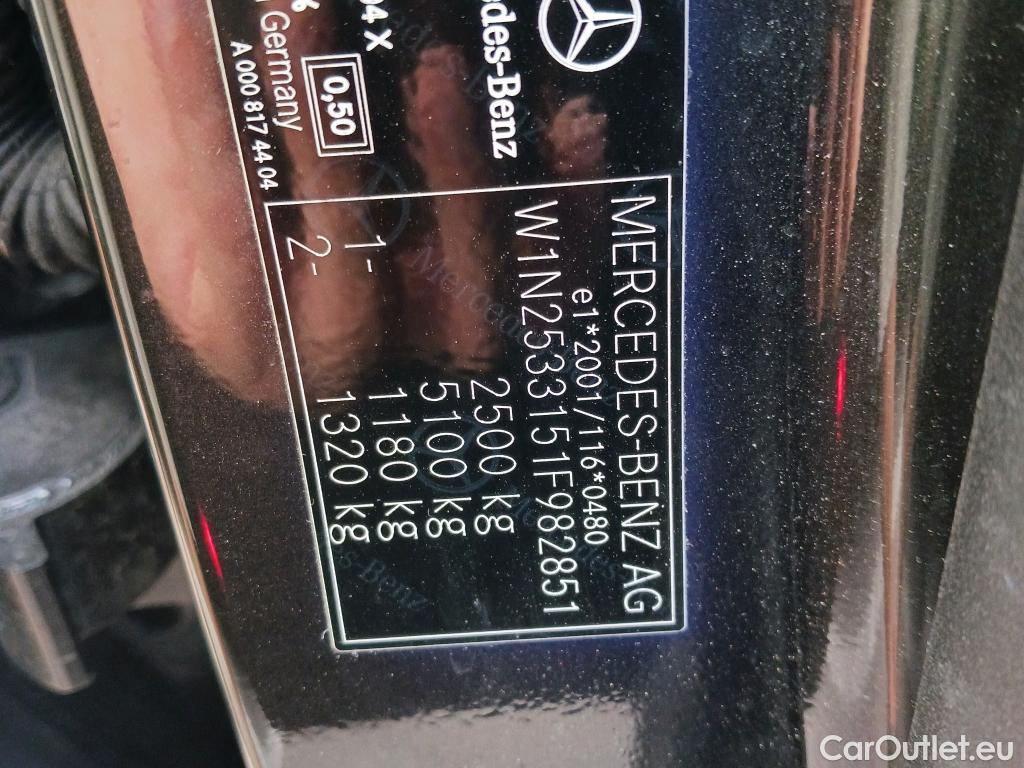 MERCEDES-BENZ AG
e1*2001/116*0480
W1N2533151F982851
2500 kg
5100 kg
1- 1180 kg
2- 1320 kg
des-Benz
0,50
04 X
Germany
A 000 817 44 04
CarOutlet.eu